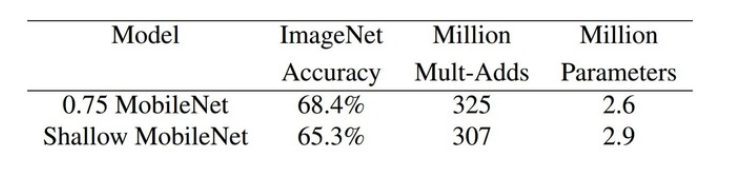 Model ImageNet Million Million
Accuracy Mult-Adds Parameters
0.75 MobileNet 68.4% 325 2.6
Shallow MobileNet 65.3% 307 2.9